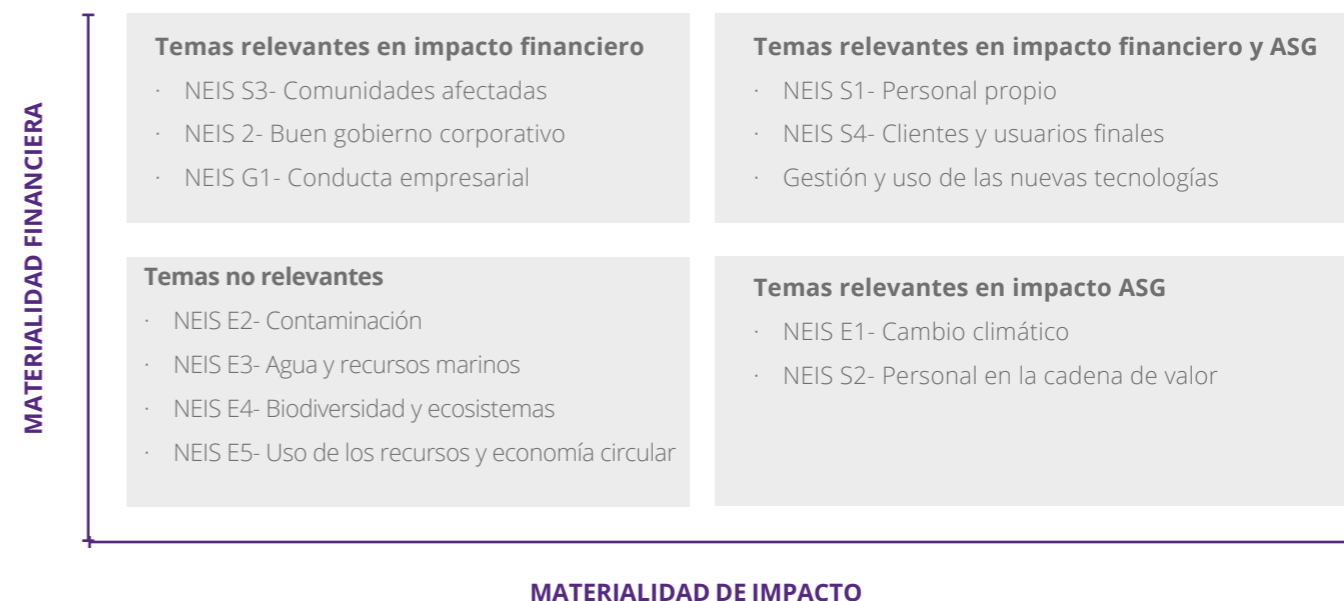 MATERIALIDAD FINANCIERA
Temas relevantes en impacto financiero
· NEIS S3- Comunidades afectadas
· NEIS 2- Buen gobierno corporativo
· NEIS G1- Conducta empresarial
Temas relevantes en impacto financiero y ASG
· NEIS S1- Personal propio
· NEIS S4- Clientes y usuarios finales
· Gestión y uso de las nuevas tecnologías
Temas no relevantes
· NEIS E2- Contaminación
· NEIS E3- Agua y recursos marinos
· NEIS E4- Biodiversidad y ecosistemas
· NEIS E5- Uso de los recursos y economía circular
Temas relevantes en impacto ASG
· NEIS E1- Cambio climático
· NEIS S2- Personal en la cadena de valor
MATERIALIDAD DE IMPACTO